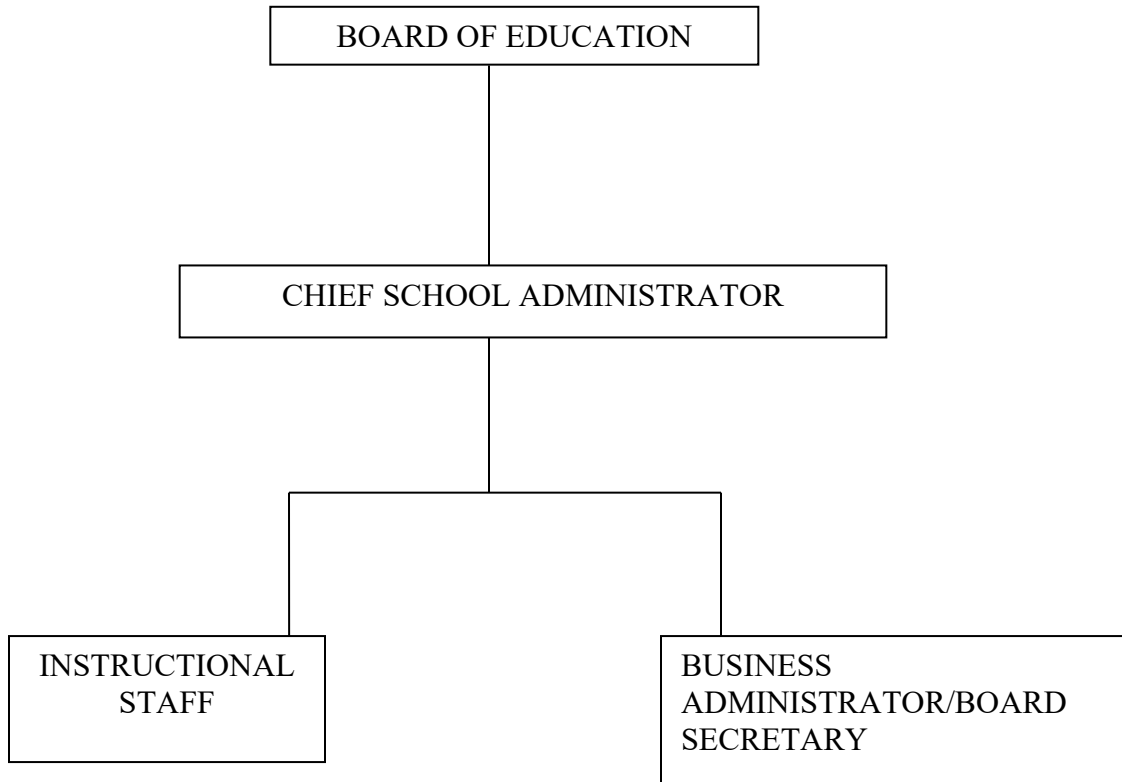 BOARD OF EDUCATION
CHIEF SCHOOL ADMINISTRATOR
INSTRUCTIONAL
STAFF
BUSINESS
ADMINISTRATOR/BOARD
SECRETARY